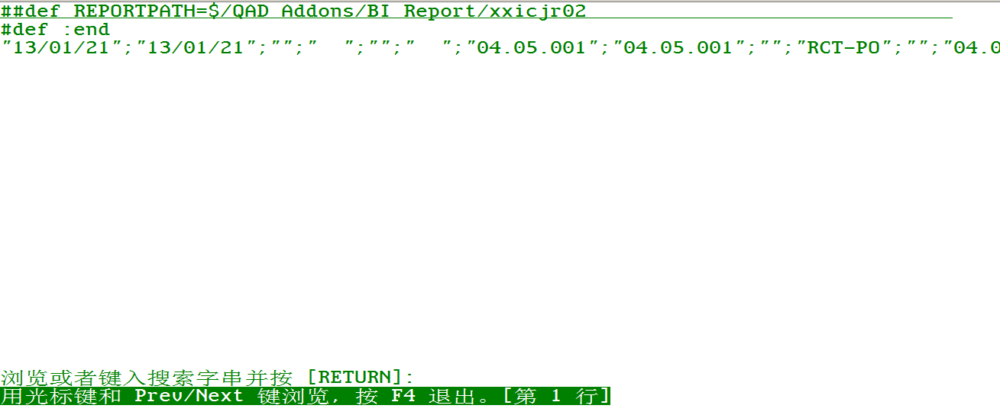 ##def REPORTPATH=$/QAD Addons/BI Report/xxicjr02
#def :end
"13/01/21";"13/01/21";"";"  ";"";"  ";"04.05.001";"04.05.001";"";"RCT-PO";"";"04.0
浏览或者键入搜索字串并按 [RETURN]:
用光标键和 Prev/Next 键浏览, 按 F4 退出。[第 1 行]